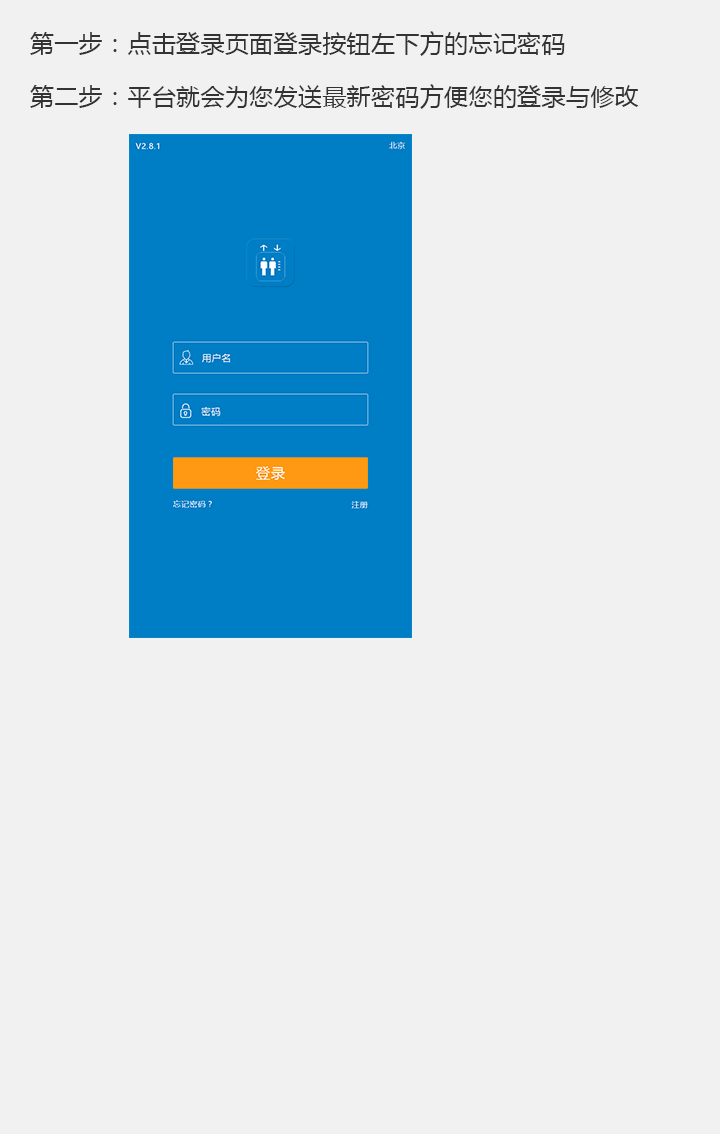 第一步：点击登录页面登录按钮左下方的忘记密码
第二步：平台就会为您发送最新密码方便您的登录与修改
V2.8.1 北京
用户名
密码
登录
忘记密码？ 注册